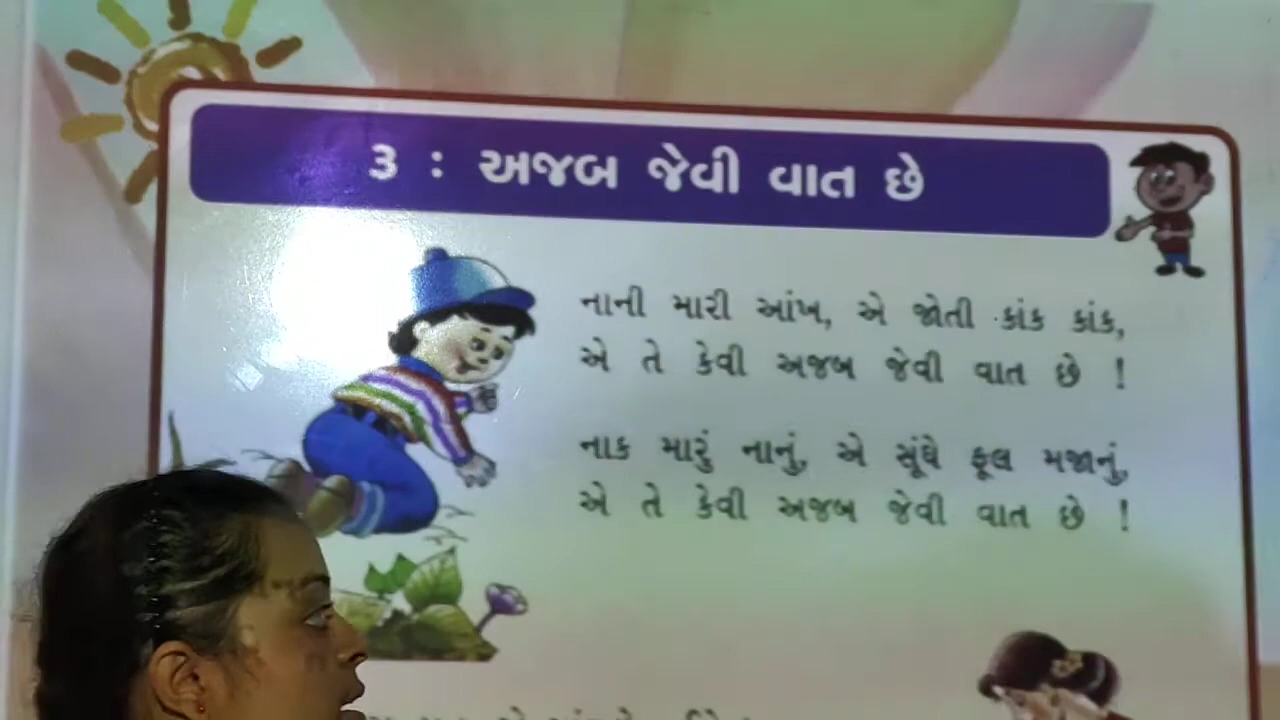 ૩ : અજબ જેવી વાત છે
નાની મારી આંખ, એ જોતી કાંક કાંક,
એ તે કેવી અજબ જેવી વાત છે !
નાક મારું નાનું, એ સૂંઘે ફૂલ મજાનું,
એ તે કેવી અજબ જેવી વાત છે !